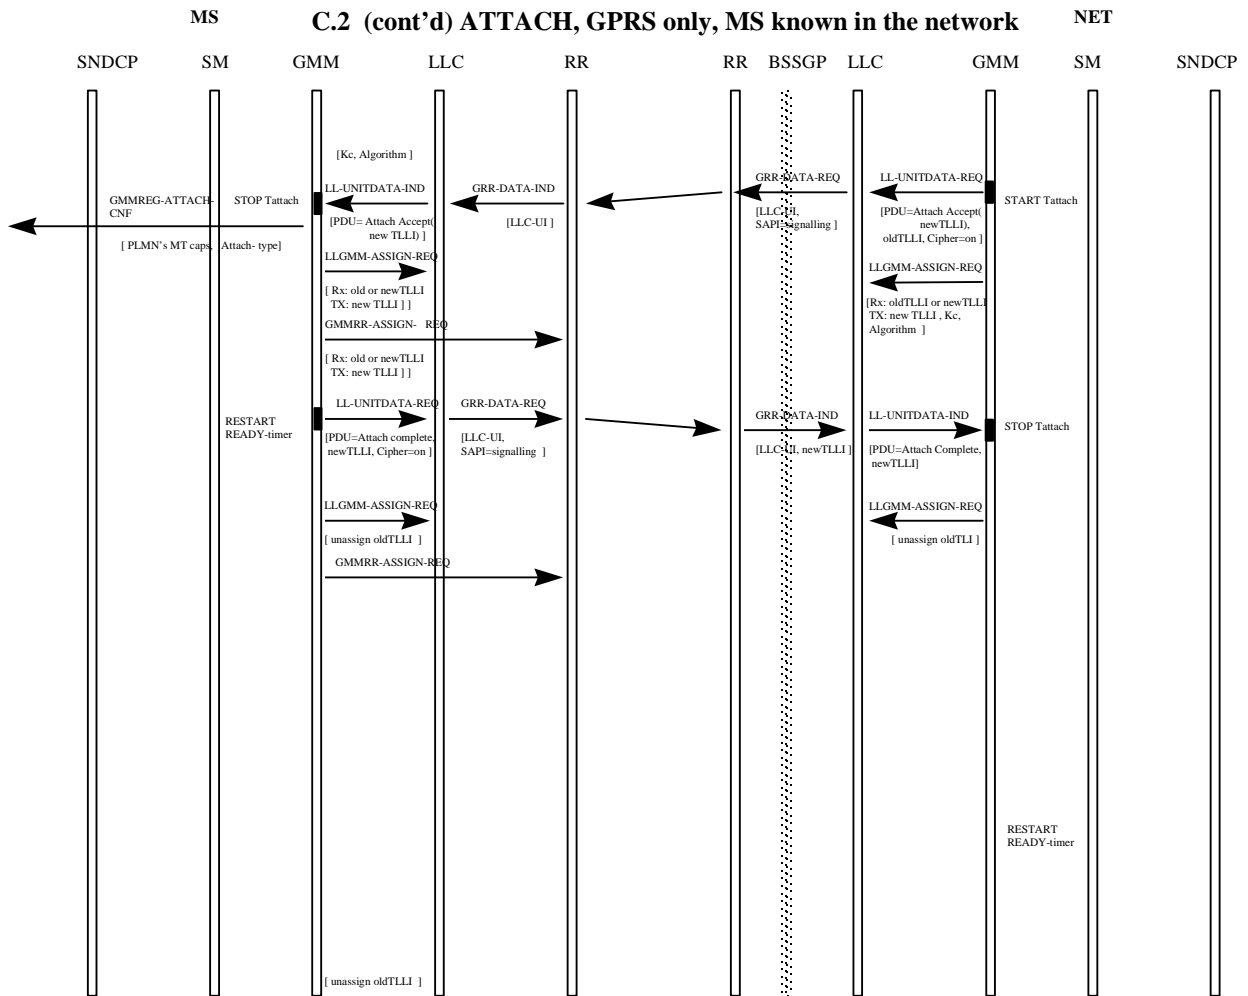 MS C.2 (cont'd) ATTACH, GPRS only, MS known in the network NET
SNDCP SM GMM LLC RR RR BSSGP LLC GMM SM SNDCP
[Kc, Algorithm ]
GMMREG-ATTACH-
CNF
STOP Tattach
LL-UNITDATA-IND
GRR-DATA-IND
GRR-DATA-REQ
LL-UNITDATA-REQ
START Tattach
[ PLMN's MT caps, Attach- type]
[PDU= Attach Accept(
new TLLI) ]
[LLC-UI ]
[LLC-UI,
SAPI=signalling ]
[PDU=Attach Accept(
newTLLI),
oldTLLI, Cipher=on ]
LLGMM-ASSIGN-REQ
LLGMM-ASSIGN-REQ
[ Rx: old or newTLLI
TX: new TLLI ] ]
[Rx: oldTLLI or newTLLI
TX: new TLLI , Kc,
Algorithm ]
GMMRR-ASSIGN- REQ
[ Rx: old or newTLLI
TX: new TLLI ] ]
RESTART
READY-timer
LL-UNITDATA-REQ
GRR-DATA-REQ
GRR-DATA-IND
LL-UNITDATA-IND
STOP Tattach
[PDU=Attach complete,
newTLLI, Cipher=on ]
[LLC-UI,
SAPI=signalling ]
[LLC-UI, newTLLI ]
[PDU=Attach Complete,
newTLLI]
LLGMM-ASSIGN-REQ
LLGMM-ASSIGN-REQ
[ unassign oldTLLI ]
[ unassign oldTLI ]
GMMRR-ASSIGN-REQ
RESTART
READY-timer
[ unassign oldTLLI ]